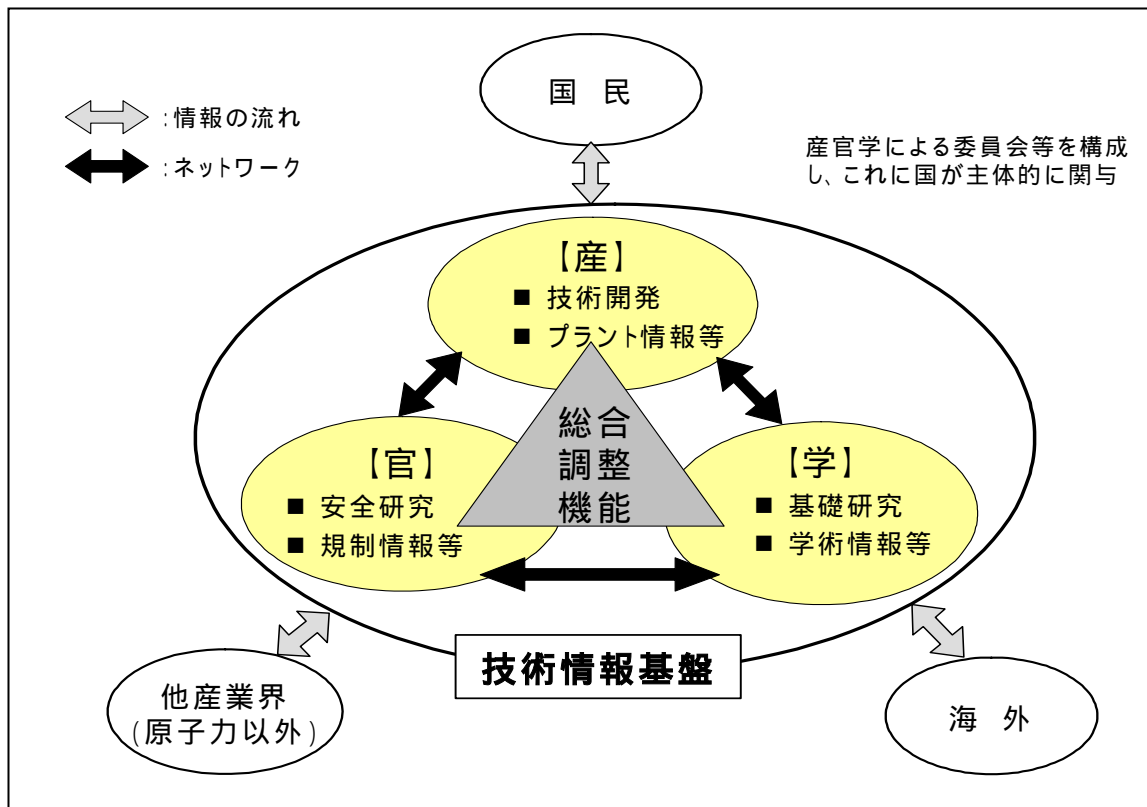 国 民
:情報の流れ
:ネットワーク
産官学による委員会等を構成
し、これに国が主体的に関与
【産】
■ 技術開発
■ プラント情報等
総合
調整
機能
【官】
■ 安全研究
■ 規制情報等
【学】
■ 基礎研究
■ 学術情報等
技術情報基盤
他産業界
(原子力以外)
海 外